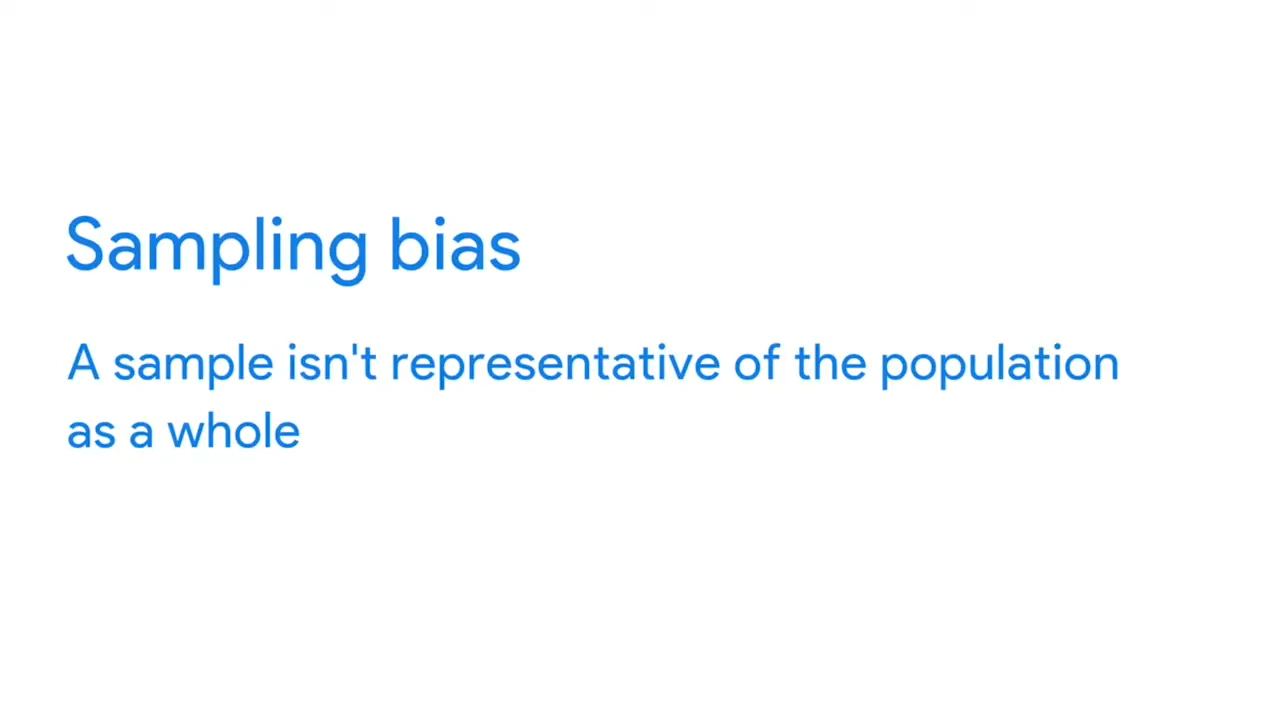 Sampling bias
A sample isn't representative of the population
as a whole